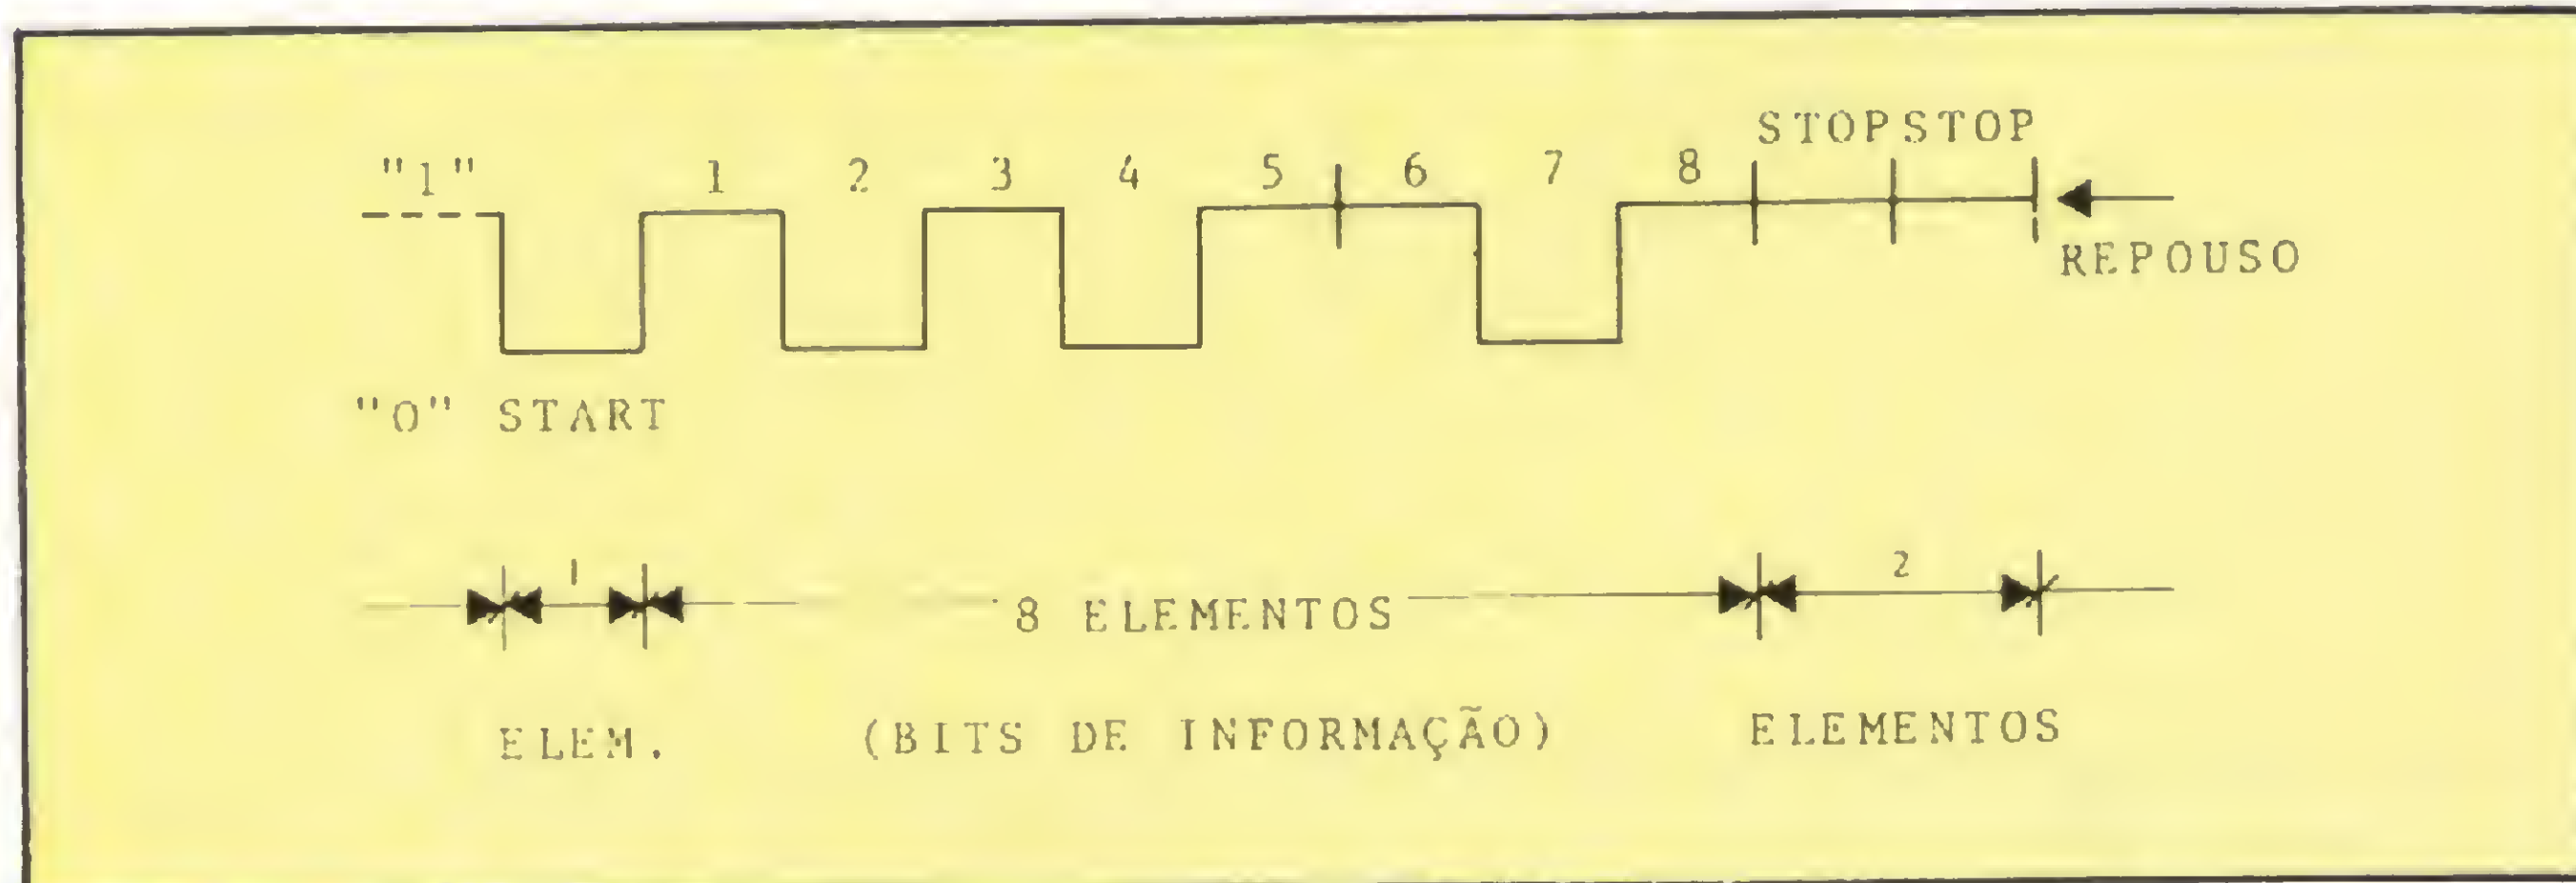 STOPSTOP
"1" 1 2 3 4 5 6 7 8
REPOUSO
"0" START
1 8 ELEMENTOS 2
ELEM. (BITS DE INFORMAÇÃO) ELEMENTOS